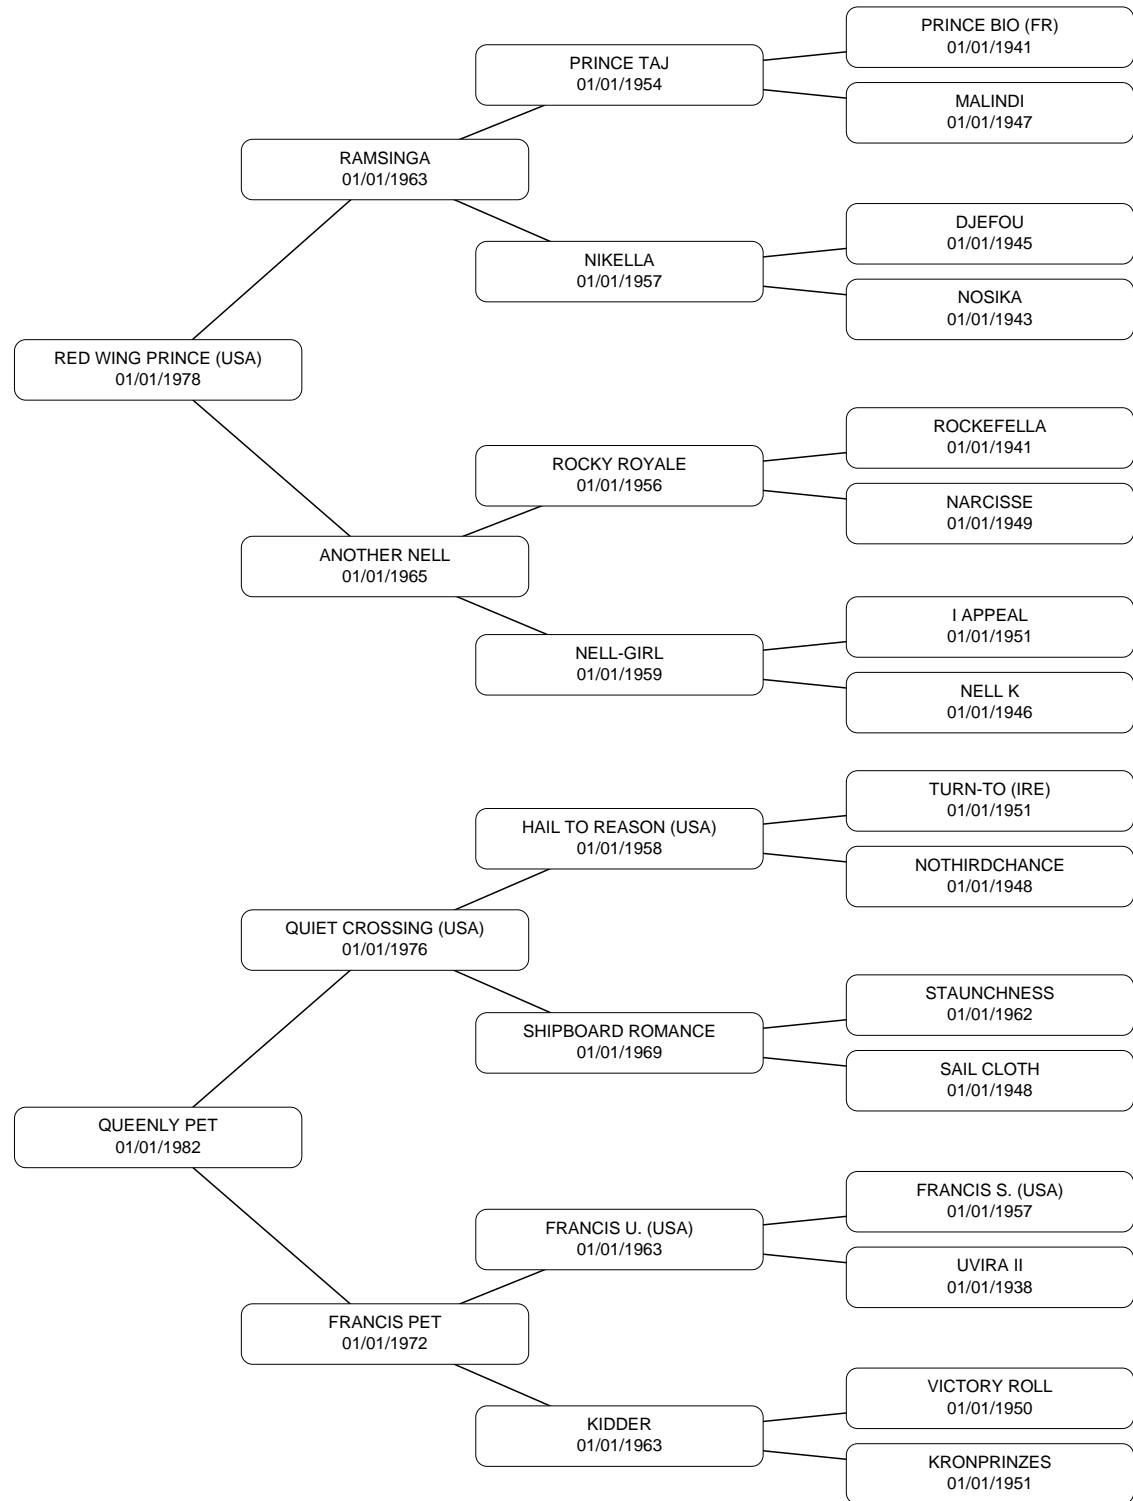 PRINCE BIO (FR)
01/01/1941
PRINCE TAJ
01/01/1954
MALINDI
01/01/1947
RAMSINGA
01/01/1963
DJEFOU
01/01/1945
NIKELLA
01/01/1957
NOSIKA
01/01/1943
RED WING PRINCE (USA)
01/01/1978
ROCKEFELLA
01/01/1941
ROCKY ROYALE
01/01/1956
NARCISSE
01/01/1949
ANOTHER NELL
01/01/1965
I APPEAL
01/01/1951
NELL-GIRL
01/01/1959
NELL K
01/01/1946
TURN-TO (IRE)
01/01/1951
HAIL TO REASON (USA)
01/01/1958
NOTHIRDCHANCE
01/01/1948
QUIET CROSSING (USA)
01/01/1976
STAUNCHNESS
01/01/1962
SHIPBOARD ROMANCE
01/01/1969
SAIL CLOTH
01/01/1948
QUEENLY PET
01/01/1982
FRANCIS S. (USA)
01/01/1957
FRANCIS U. (USA)
01/01/1963
UVIRA II
01/01/1938
FRANCIS PET
01/01/1972
VICTORY ROLL
01/01/1950
KIDDER
01/01/1963
KRONPRINZES
01/01/1951